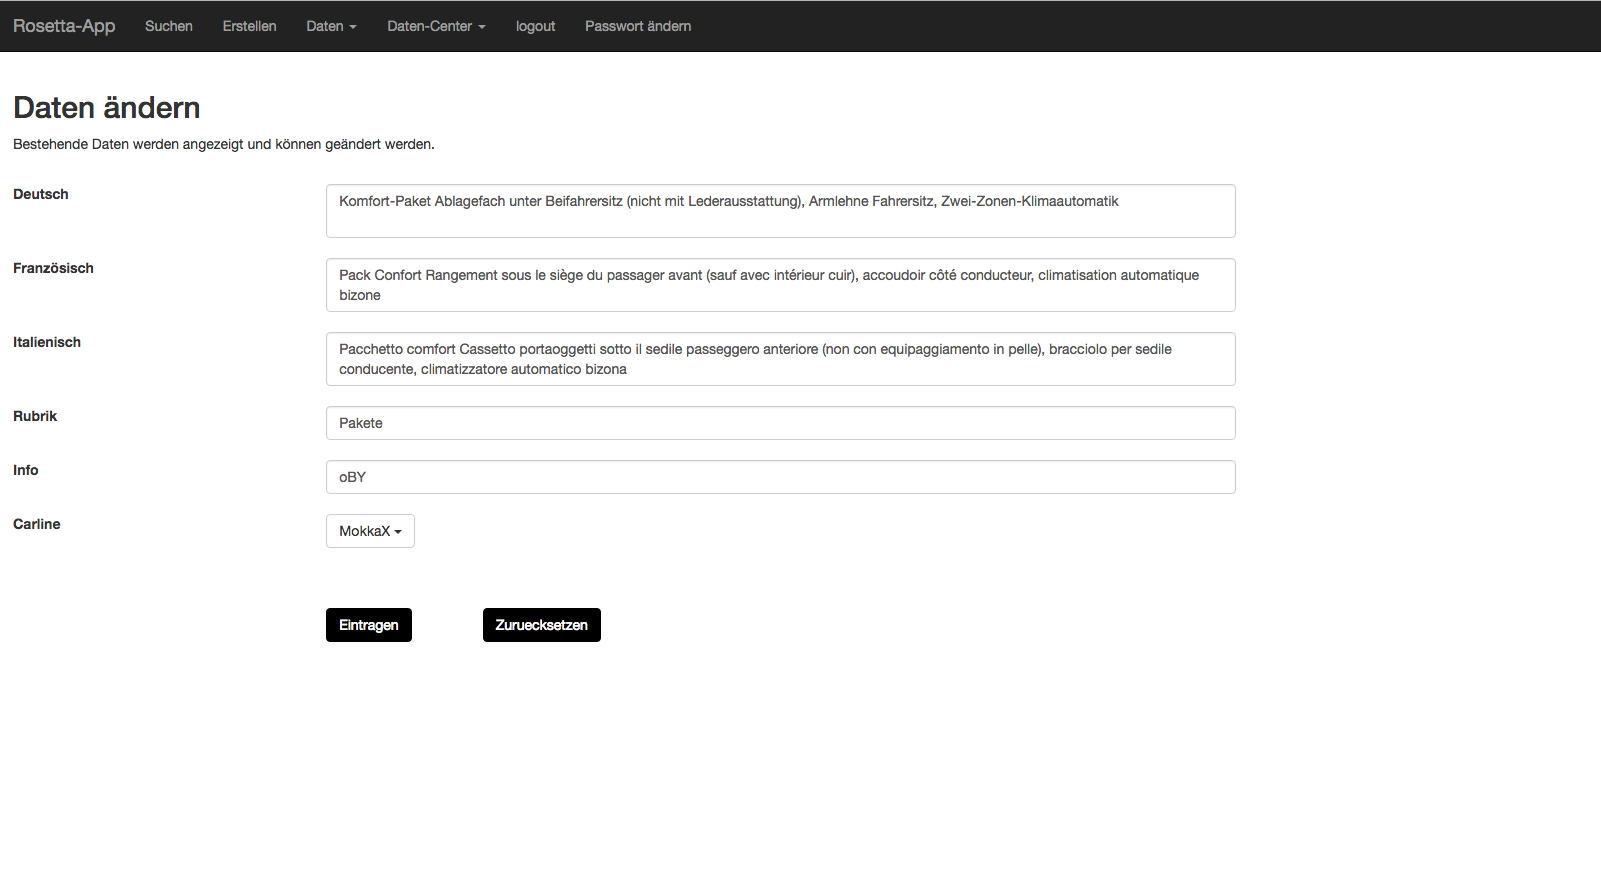 Rosetta-App Suchen Erstellen Daten Daten-Center logout Passwort ändern
Daten ändern
Bestehende Daten werden angezeigt und können geändert werden.
Deutsch
Komfort-Paket Ablagefach unter Beifahrersitz (nicht mit Lederausstattung), Armlehne Fahrersitz, Zwei-Zonen-Klimaautomatik
Französisch
Pack Confort Rangement sous le siège du passager avant (sauf avec intérieur cuir), accoudoir côté conducteur, climatisation automatique
bizone
Italienisch
Pacchetto comfort Cassetto portaoggetti sotto il sedile passeggero anteriore (non con equipaggiamento in pelle), bracciolo per sedile
conducente, climatizzatore automatico bizona
Rubrik
Pakete
Info
oBY
Carline
MokkaX
Eintragen Zuruecksetzen